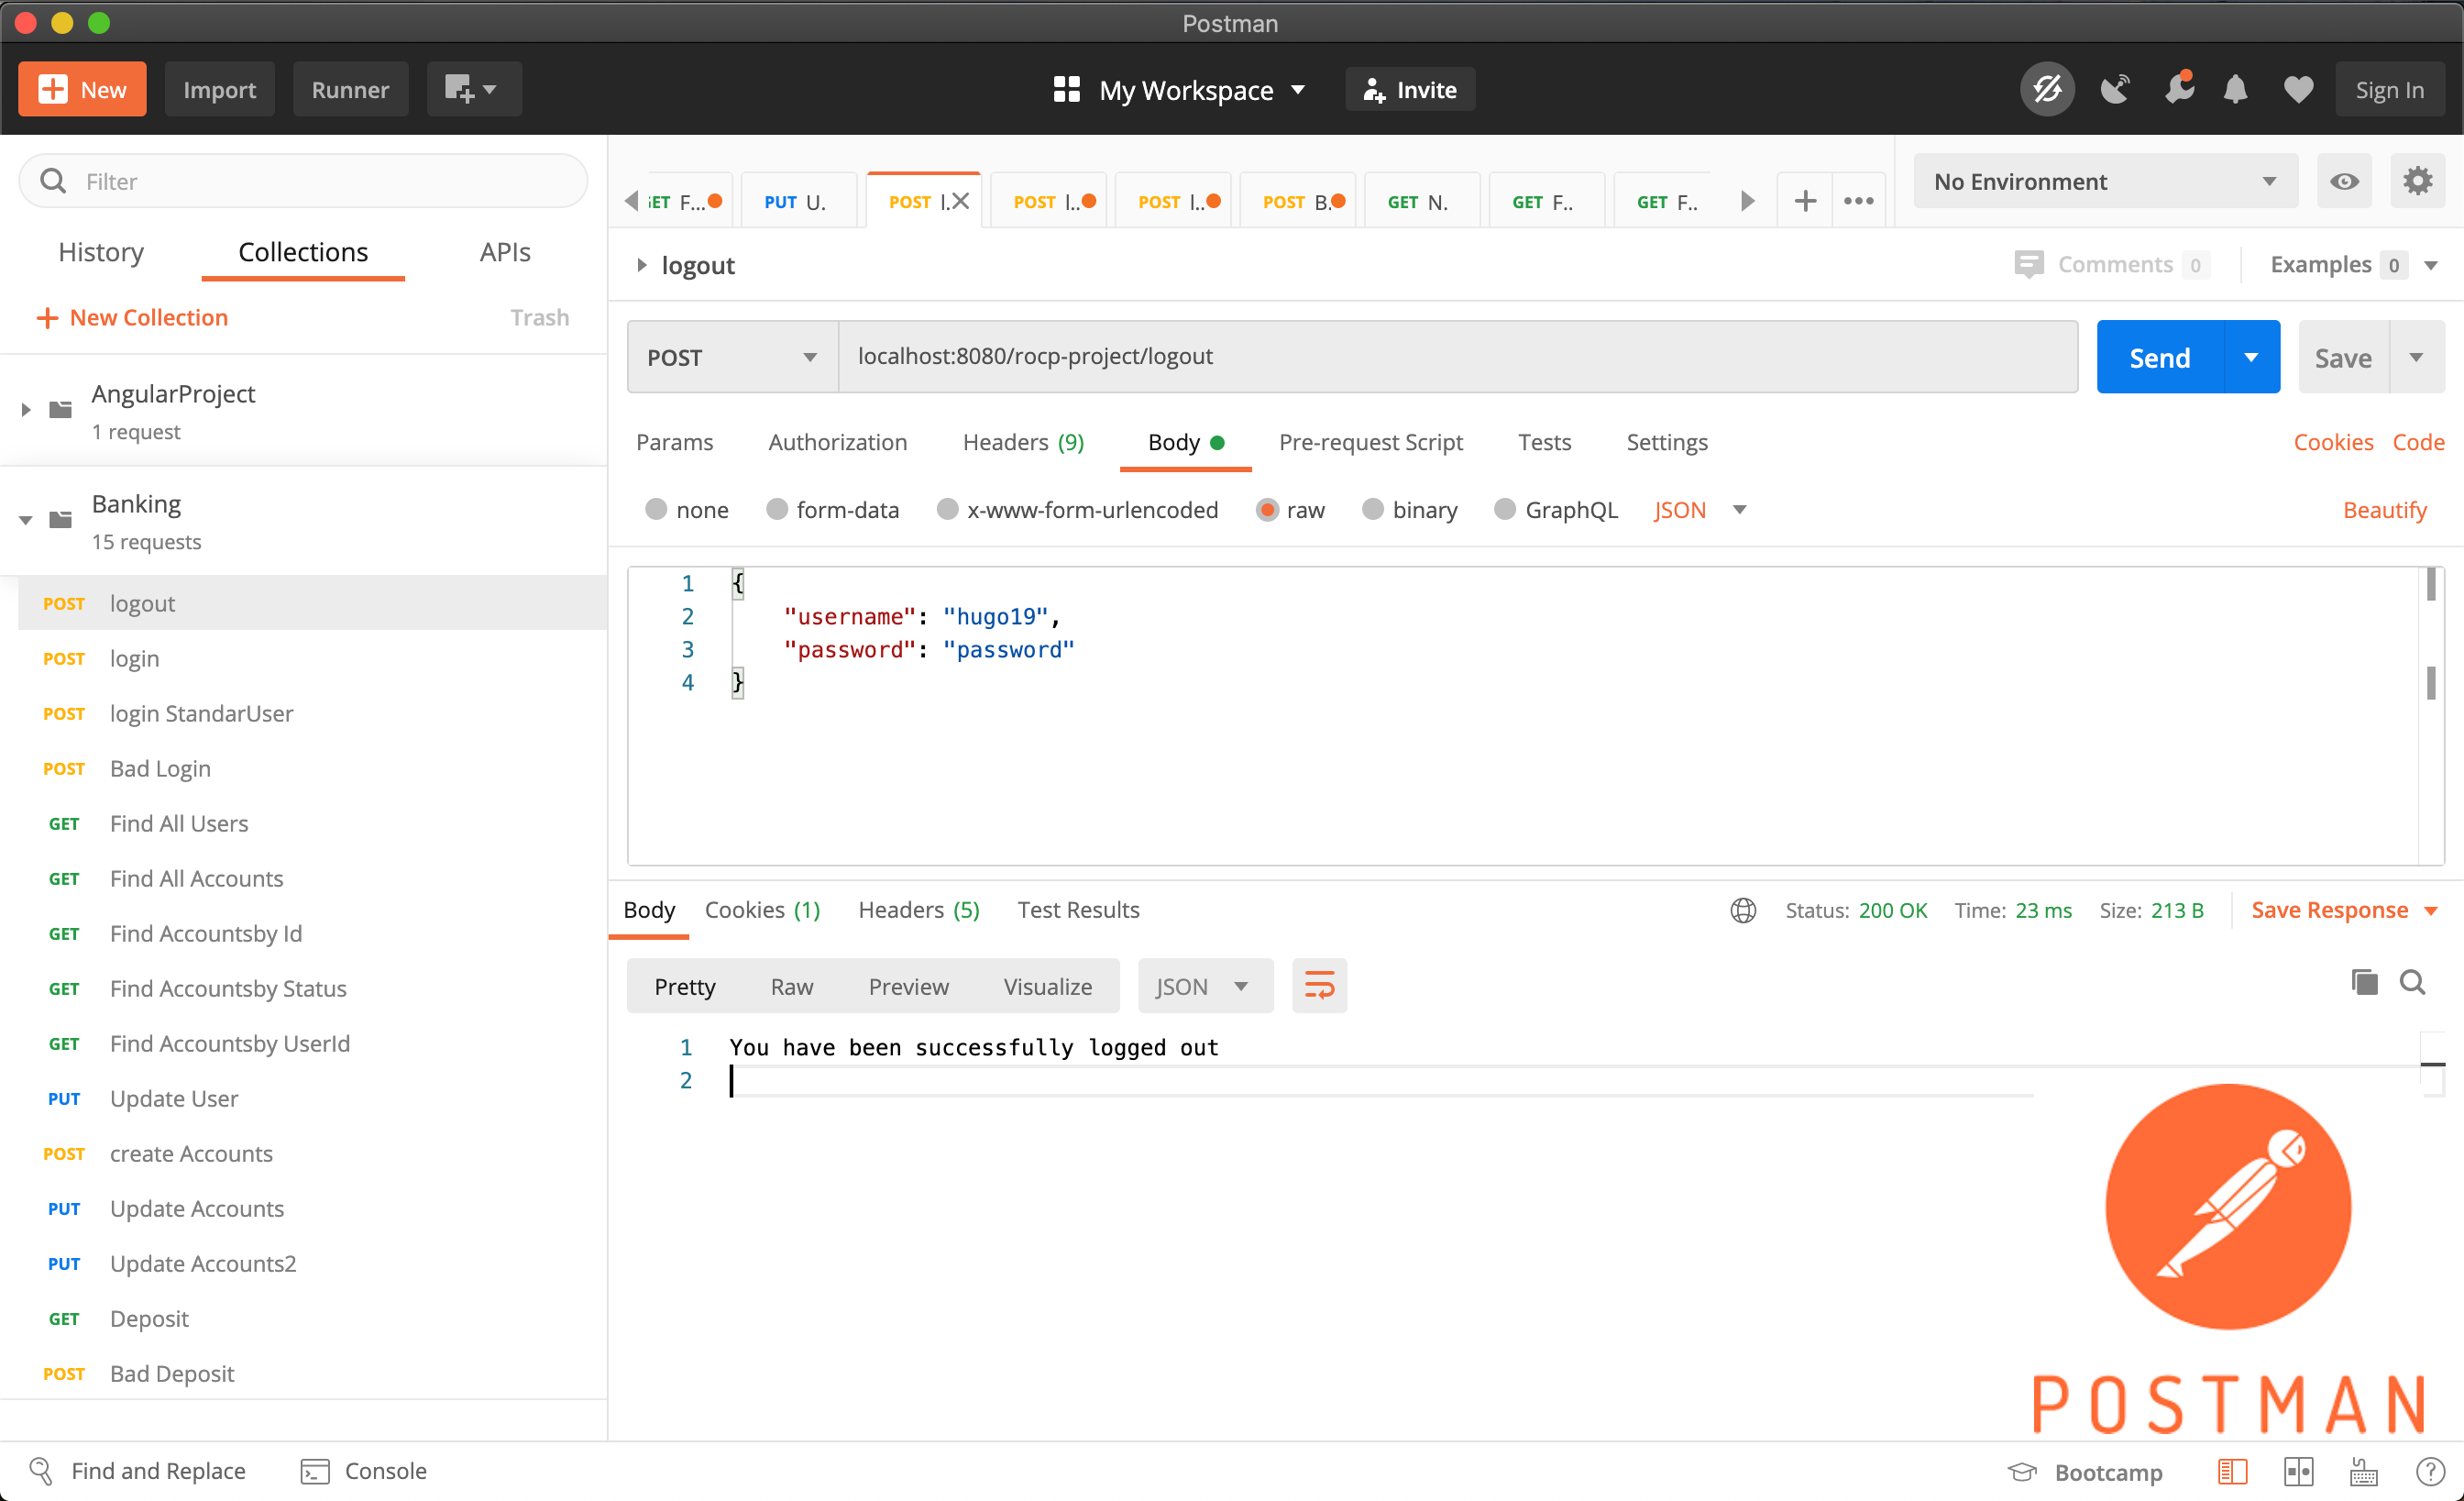 Postman
New
Import
Runner
My Workspace
Invite
Sign In
Filter
History
Collections
APIs
New Collection
Trash
AngularProject
1 request
Banking
15 requests
POST logout
POST login
POST login StandarUser
POST Bad Login
GET Find All Users
GET Find All Accounts
GET Find Accountsby Id
GET Find Accountsby Status
GET Find Accountsby UserId
PUT Update User
POST create Accounts
PUT Update Accounts
PUT Update Accounts2
GET Deposit
POST Bad Deposit
F...
PUT U.
POST l.
POST l..
POST l..
POST B.
GET N.
GET F..
GET F..
No Environment
logout
Comments 0
Examples 0
POST
localhost:8080/rocp-project/logout
Send
Save
Params
Authorization
Headers (9)
Body
Pre-request Script
Tests
Settings
Cookies
Code
none
form-data
x-www-form-urlencoded
raw
binary
GraphQL
JSON
Beautify
1 {
2 "username": "hugo19",
3 "password": "password"
4 }
Body
Cookies (1)
Headers (5)
Test Results
Status: 200 OK
Time: 23 ms
Size: 213 B
Save Response
Pretty
Raw
Preview
Visualize
JSON
1 You have been successfully logged out
2
POSTMAN
Find and Replace
Console
Bootcamp